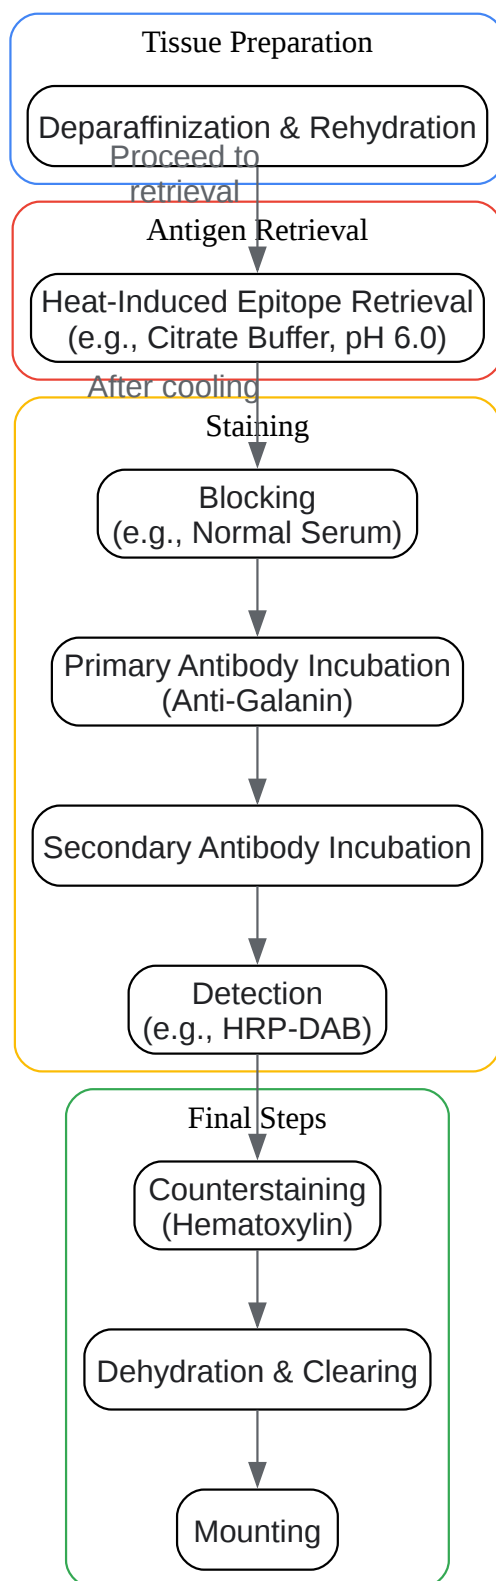 Tissue Preparation
Deparaffinization & Rehydration
Proceed to
retrieval
Antigen Retrieval
Heat-Induced Epitope Retrieval
(e.g., Citrate Buffer, pH 6.0)
After cooling
Staining
Blocking
(e.g., Normal Serum)
Primary Antibody Incubation
(Anti-Galanin)
Secondary Antibody Incubation
Detection
(e.g., HRP-DAB)
Final Steps
Counterstaining
(Hematoxylin)
Dehydration & Clearing
Mounting